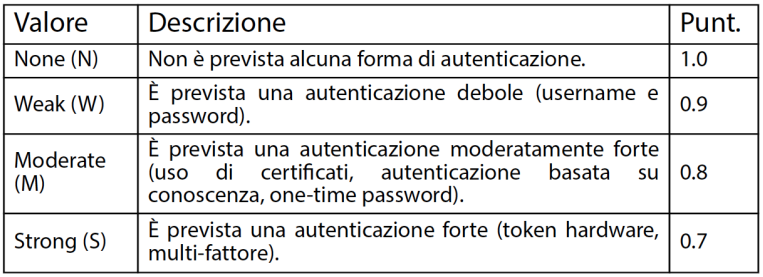 Valore Descrizione Punt.
None (N) Non è prevista alcuna forma di autenticazione. 1.0
Weak (W) È prevista una autenticazione debole (username e
password). 0.9
Moderate
(M) È prevista una autenticazione moderatamente forte
(uso di certificati, autenticazione basata su
conoscenza, one-time password). 0.8
Strong (S) È prevista una autenticazione forte (token hardware,
multi-fattore). 0.7